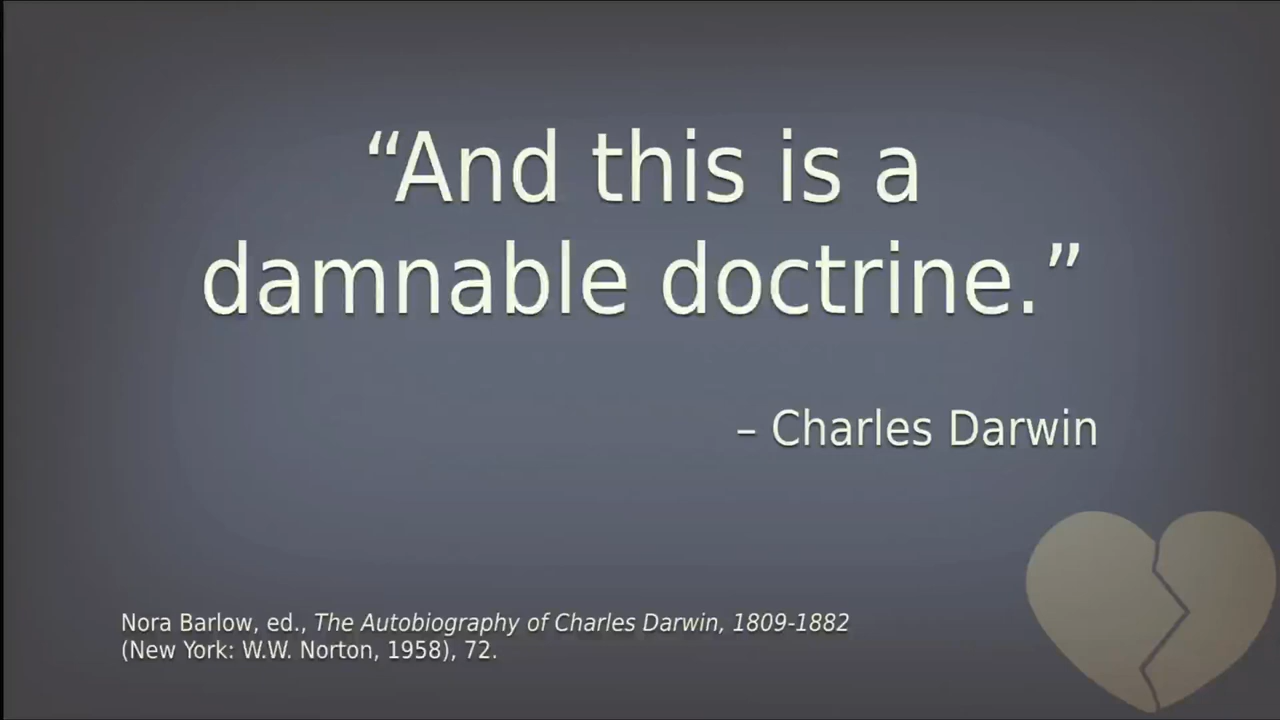 “And this is a
damnable doctrine.”
– Charles Darwin
Nora Barlow, ed., The Autobiography of Charles Darwin, 1809-1882
(New York: W.W. Norton, 1958), 72.